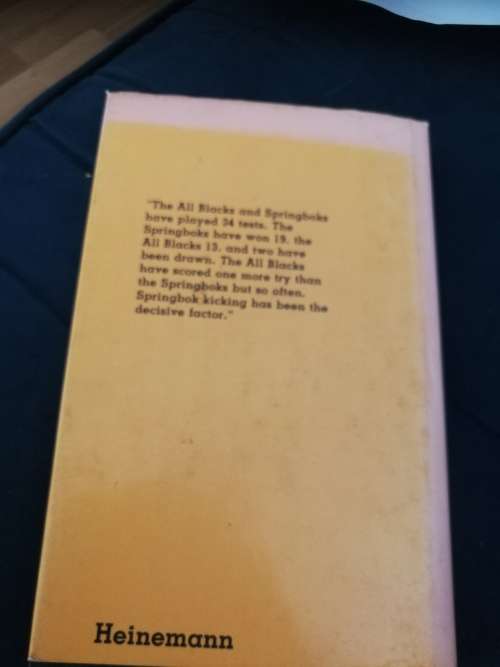 "The All Blacks and Springboks
have played 34 tests. The
Springboks have won 19, the
All Blacks 13, and two have
been drawn. The All Blacks
have scored one more try than
the Springboks but so often,
Springbok kicking has been the
decisive factor."
Heinemann